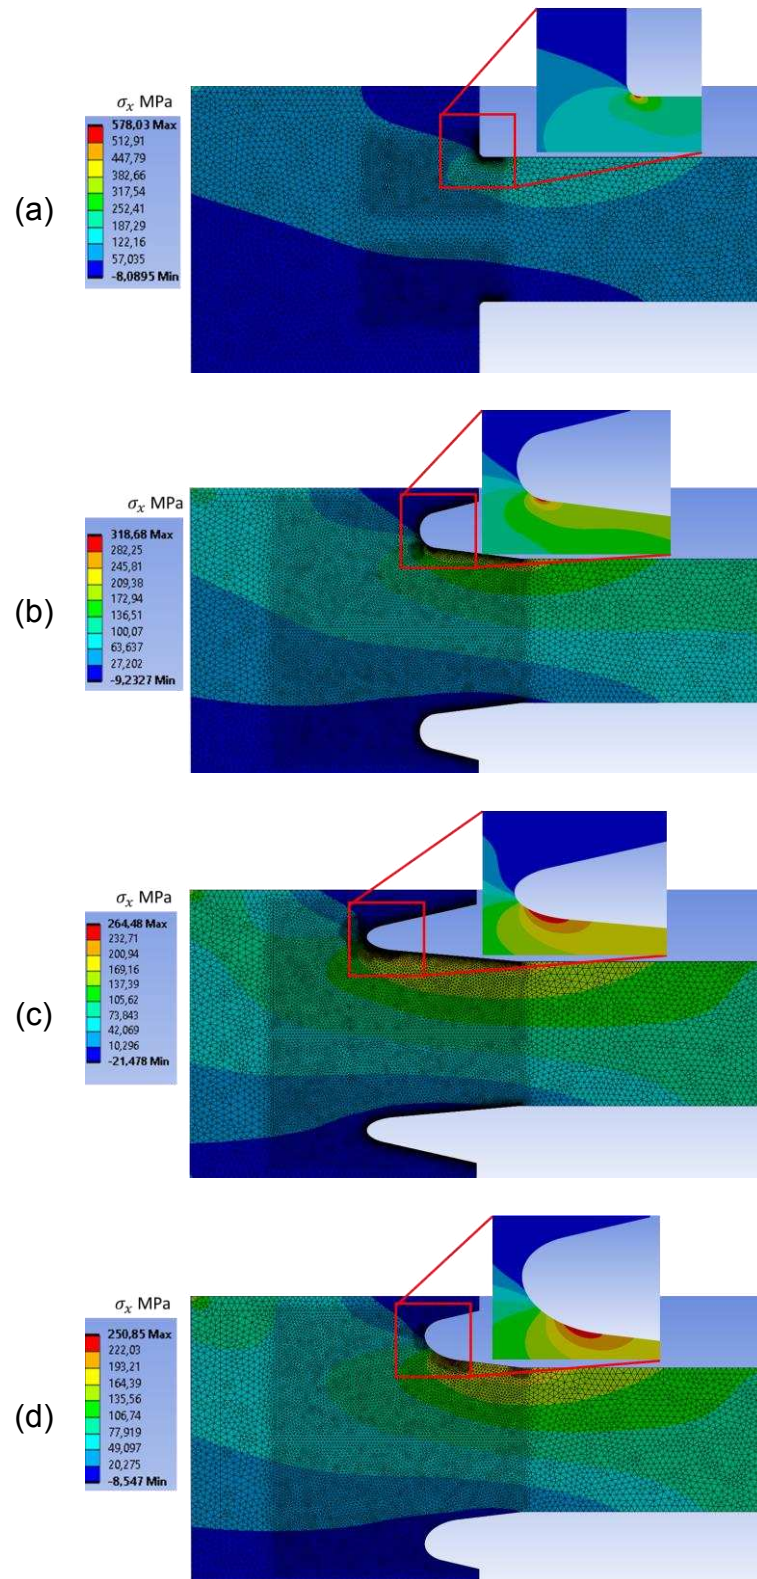 σx MPa
578,03 Max
512,91
447,79
382,66
317,54
252,41
187,29
122,16
57,035
-8,0895 Min
(a)
σx MPa
318,68 Max
282,25
245,81
209,38
172,94
136,51
100,07
63,637
27,202
-9,2327 Min
(b)
σx MPa
264,48 Max
232,71
200,94
169,16
137,39
105,62
73,843
42,069
10,296
-21,478 Min
(c)
σx MPa
250,85 Max
222,03
193,21
164,39
135,56
106,74
77,919
49,097
20,275
-8,547 Min
(d)